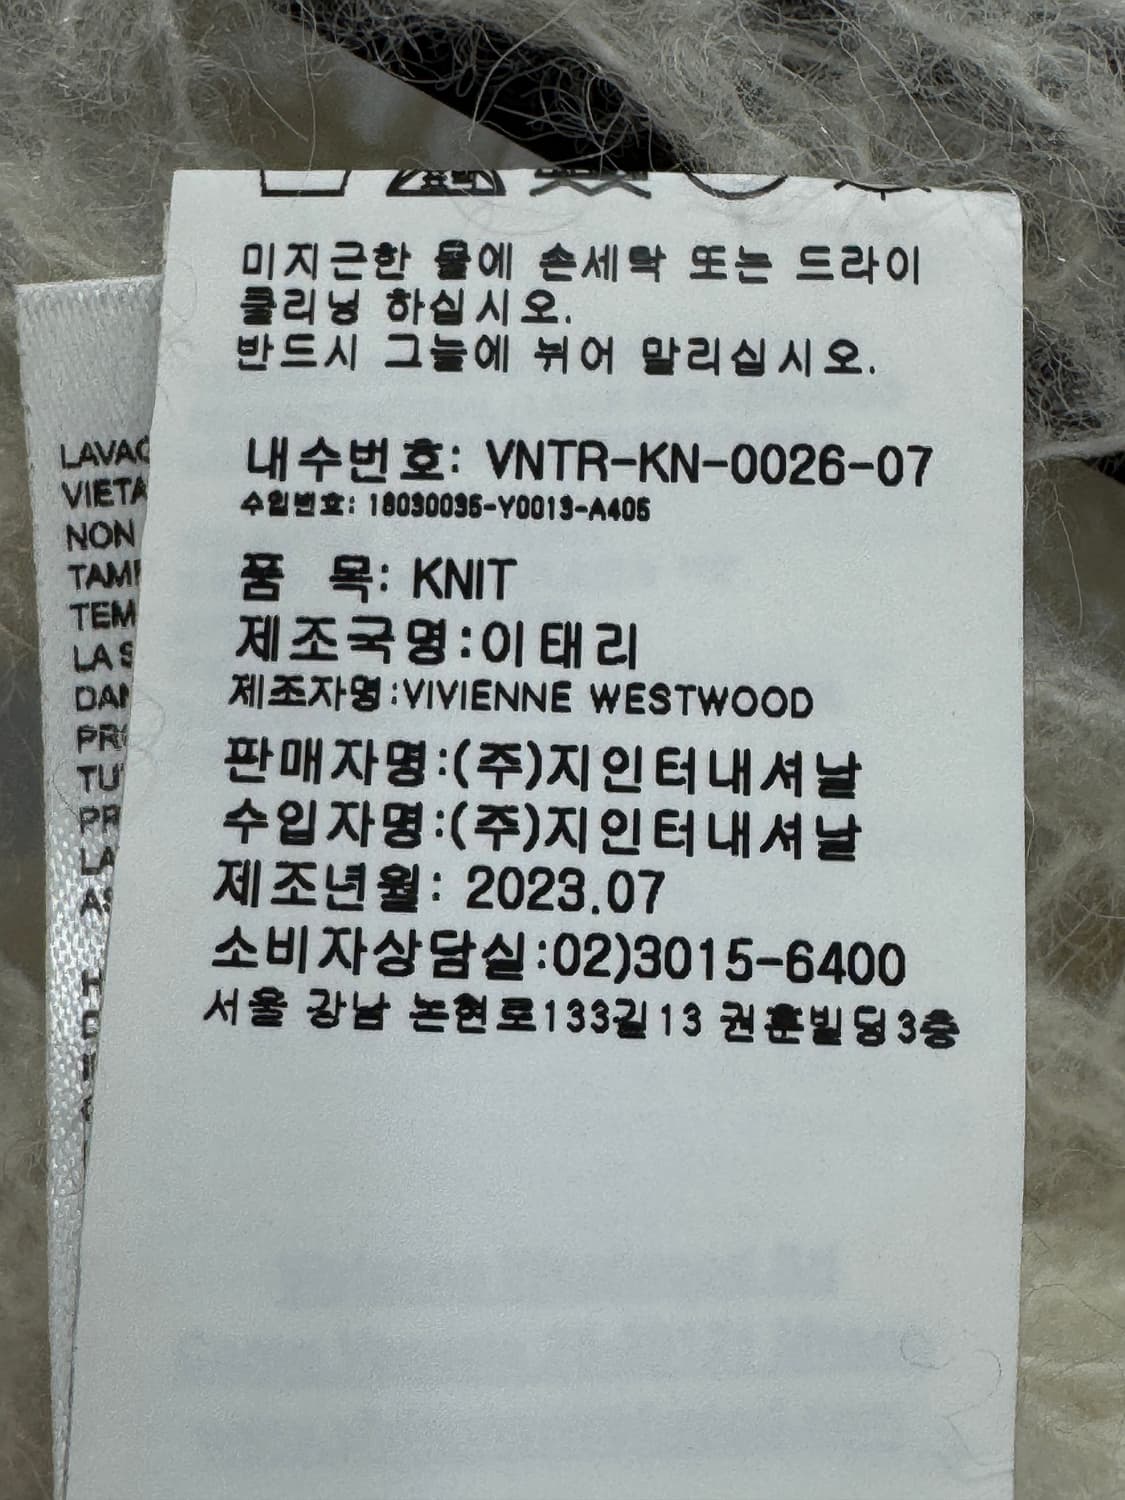 표백
미지근한 물에 손세탁 또는 드라이
클리닝 하십시오.
반드시 그늘에 뉘어 말리십시오.
내수번호: VNTR-KN-0026-07
수입번호: 18030035-Y0013-A405
품 목: KNIT
제조국명:이태리
제조자명:VIVIENNE WESTWOOD
판매자명:(주)지인터내셔날
수입자명:(주)지인터내셔날
제조년월: 2023.07
소비자상담실:02)3015-6400
서울 강남 논현로133길13 권훈빌딩3층
LAVAG
VIETA
NON
TAM
TEM
LA S
DAN
PR
TU
PR
LA
AS